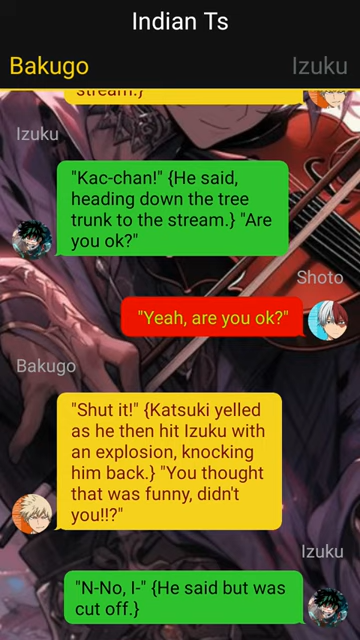 Indian Ts
Bakugo
Izuku
stream.}
Izuku
"Kac-chan!" {He said,
heading down the tree
trunk to the stream.} "Are
you ok?"
Shoto
"Yeah, are you ok?"
Bakugo
"Shut it!" {Katsuki yelled
as he then hit Izuku with
an explosion, knocking
him back.} "You thought
that was funny, didn't
you!!?"
Izuku
"N-No, I-" {He said but was
cut off.}